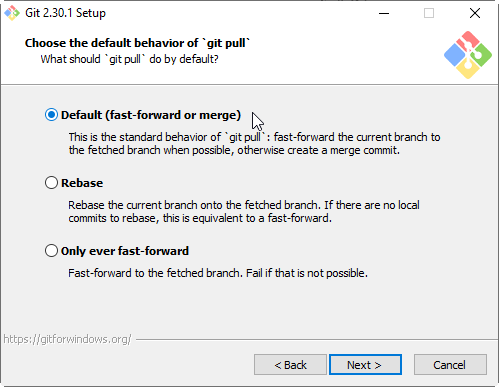 Git 2.30.1 Setup
Choose the default behavior of `git pull`
What should `git pull` do by default?
Default (fast-forward or merge)
This is the standard behavior of `git pull`: fast-forward the current branch to
the fetched branch when possible, otherwise create a merge commit.
Rebase
Rebase the current branch onto the fetched branch. If there are no local
commits to rebase, this is equivalent to a fast-forward.
Only ever fast-forward
Fast-forward to the fetched branch. Fail if that is not possible.
https://gitforwindows.org/
< Back
Next >
Cancel